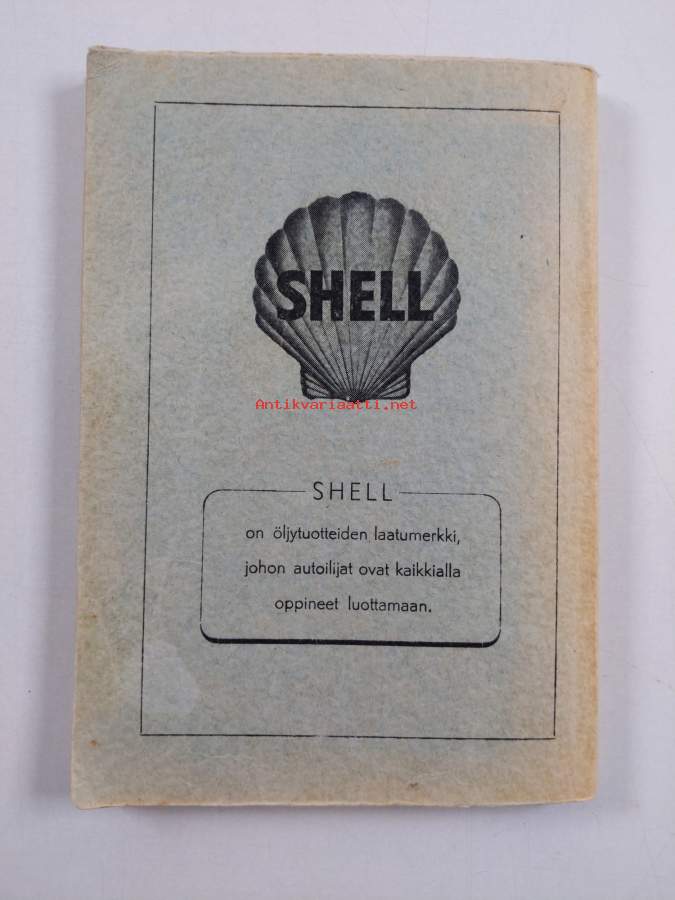 SHELL
Antikvariaatti.net
SHELL
on öljytuotteiden laatumerkki,
johon autoilijat ovat kaikkialla
oppineet luottamaan.